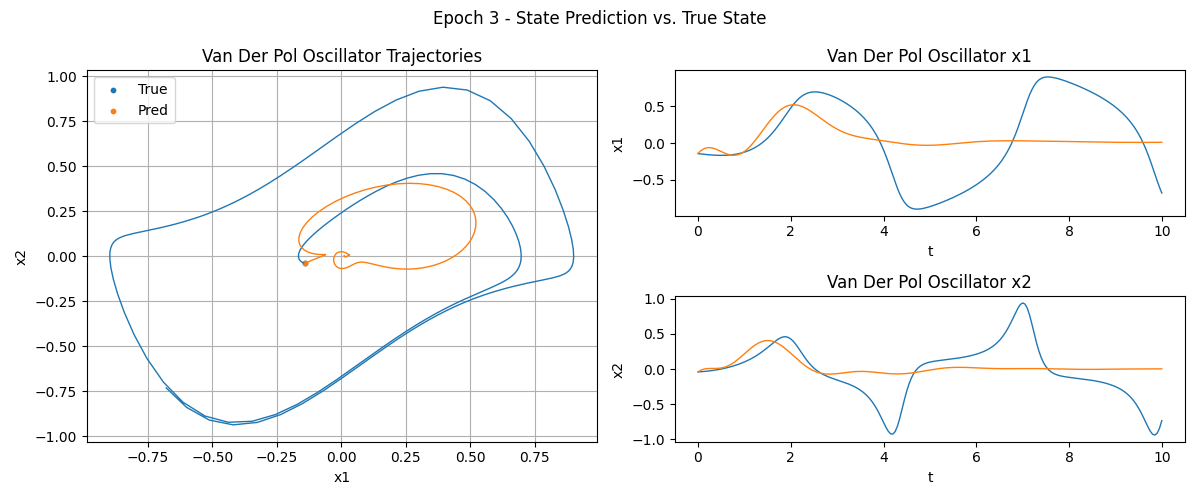 Epoch 3 - State Prediction vs. True State
Van Der Pol Oscillator Trajectories
True
Pred
1.00
0.75
0.50
0.25
0.00
−0.25
−0.50
−0.75
−1.00
x2
−0.75 −0.50 −0.25 0.00 0.25 0.50 0.75
x1
Van Der Pol Oscillator x1
0.5
0.0
−0.5
x1
0 2 4 6 8 10
t
Van Der Pol Oscillator x2
1.0
0.5
0.0
−0.5
−1.0
x2
0 2 4 6 8 10
t